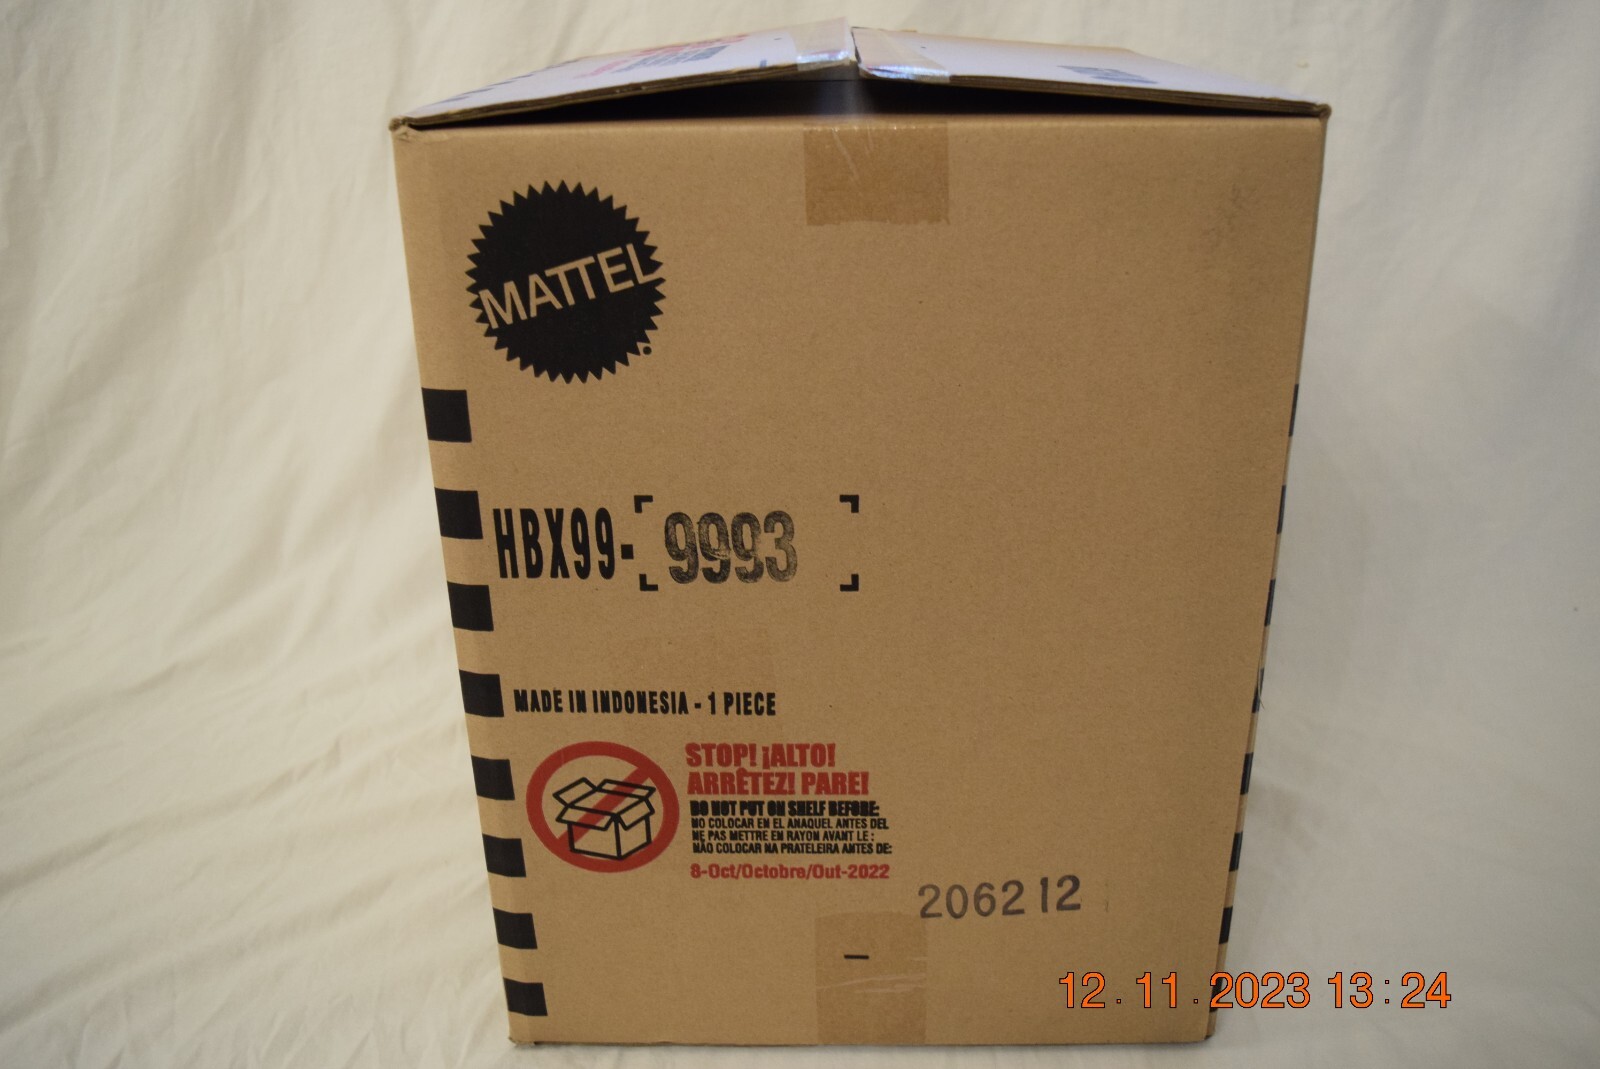 MATTEL
HBX99-[9993]
MADE IN INDONESIA - 1 PIECE
STOP! ¡ALTO!
ARRÊTEZ! PARE!
DO NOT PUT ON SHELF BEFORE:
NO COLOCAR EN EL ANAQUEL ANTES DEL
NE PAS METTRE EN RAYON AVANT LE :
NÃO COLOCAR NA PRATELEIRA ANTES DE:
8-Oct/Octobre/Out-2022
206212
12.11.2023 13:24